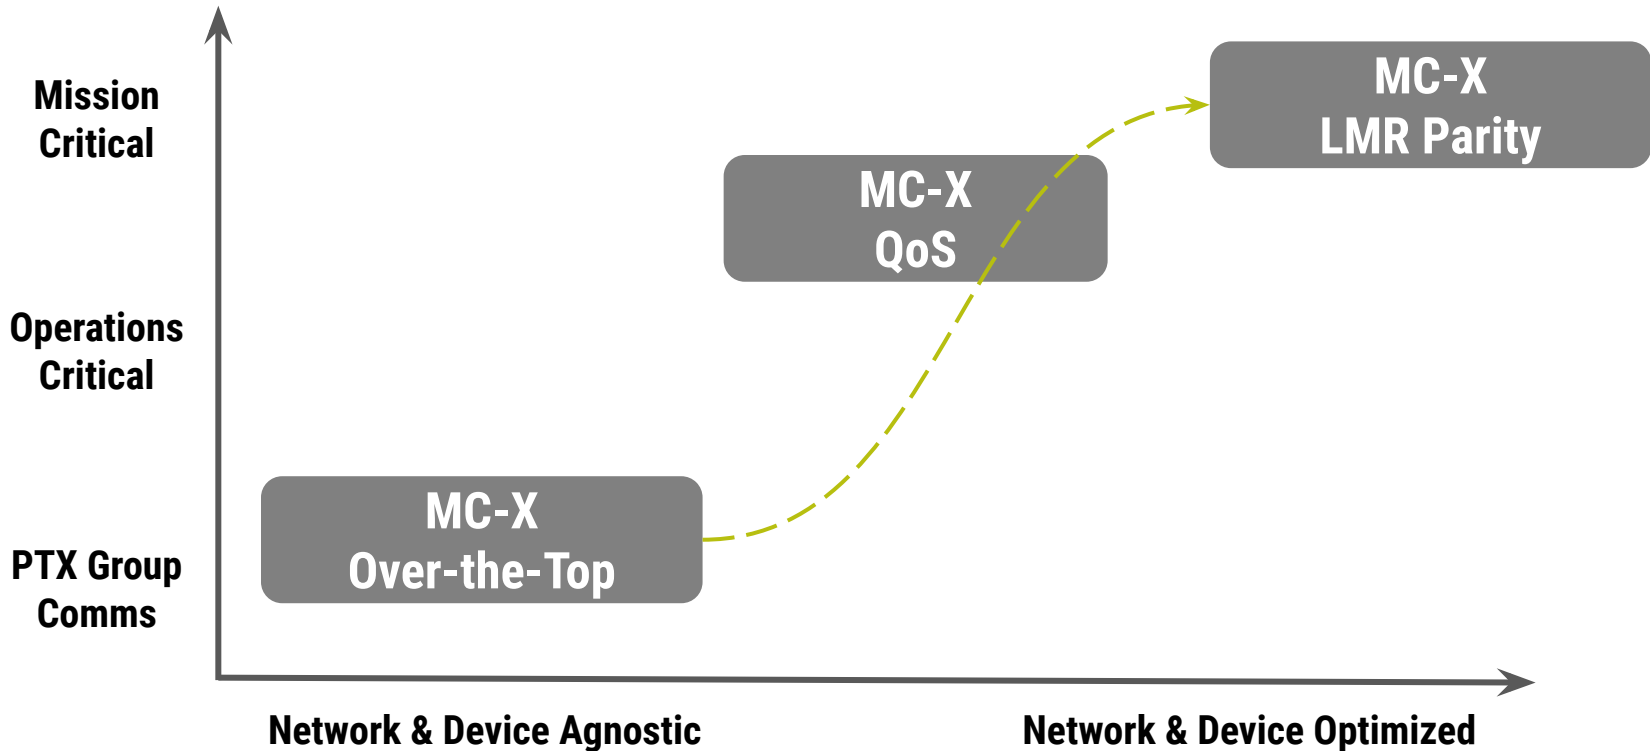 Mission
Critical
Operations
Critical
PTX Group
Comms
MC-X
LMR Parity
MC-X
QoS
MC-X
Over-the-Top
Network & Device Agnostic
Network & Device Optimized